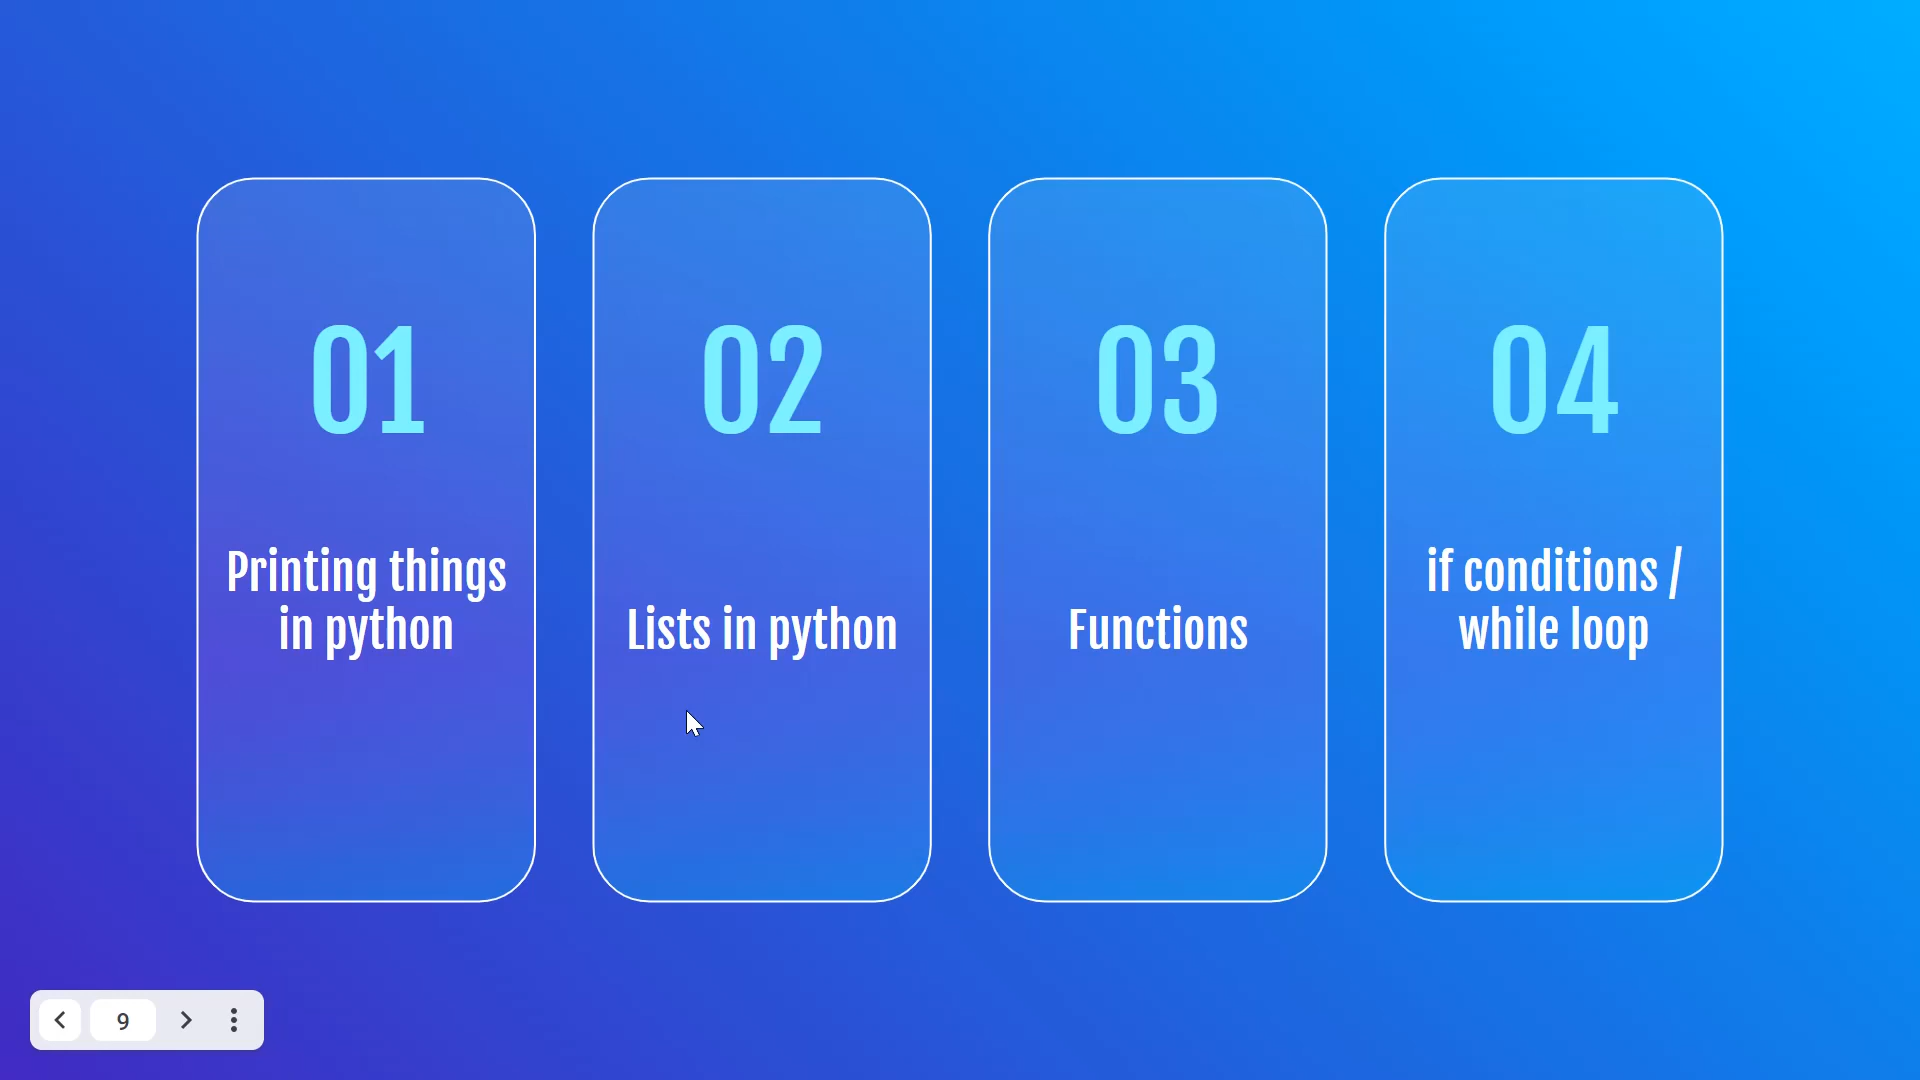 01
Printing things
in python
02
Lists in python
03
Functions
04
if conditions /
while loop
9